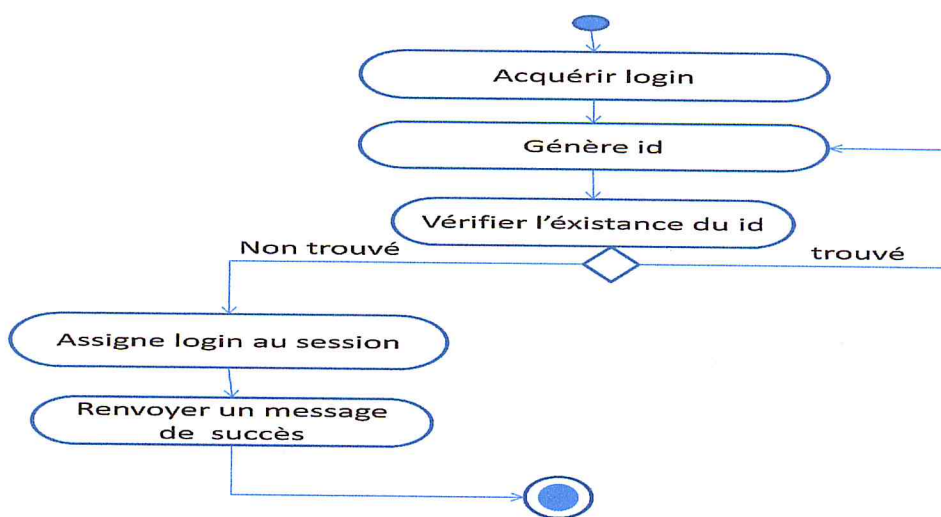 Acquérir login
Génère id
Vérifier l'éxistance du id
Non trouvé
trouvé
Assigne login au session
Renvoyer un message
de succès